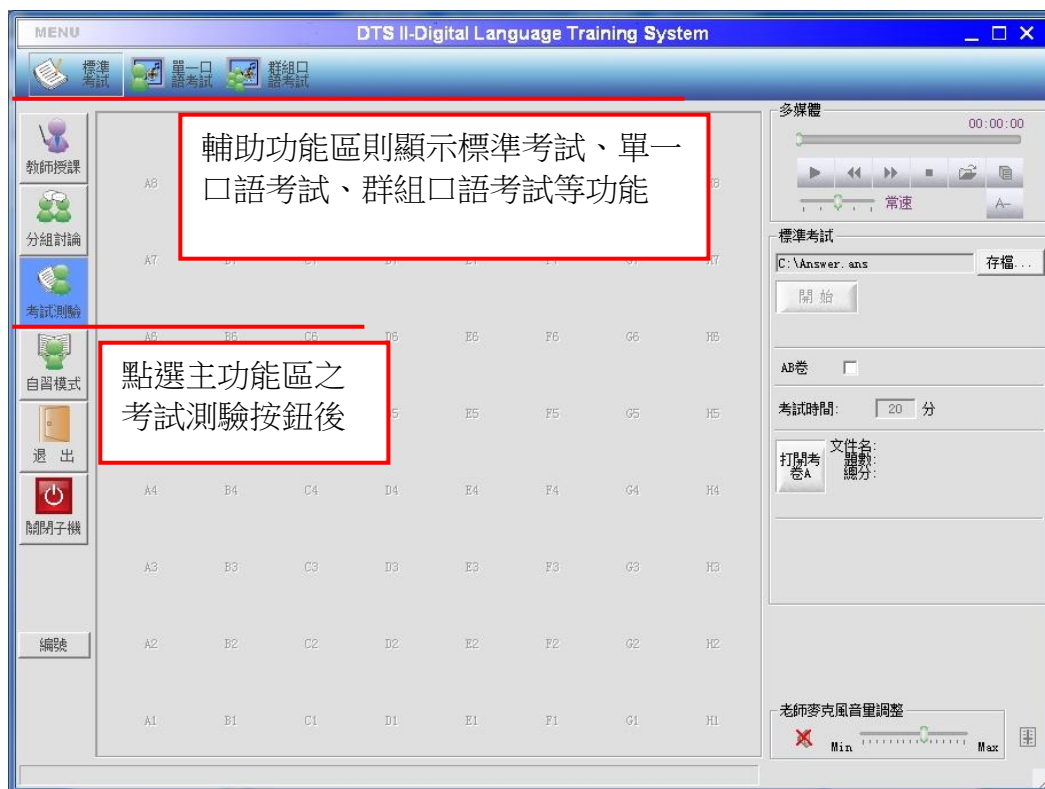 MENU
DTS II-Digital Language Training System
標準
考試
單一口
語考試
群組口
語考試
輔助功能區則顯示標準考試、單一
口語考試、群組口語考試等功能
點選主功能區之
考試測驗按鈕後
教師授課
分組討論
考試測驗
自習模式
退 出
關閉子機
編號
A8
A7
H7
A6 B6 C6 D6 E6 F6 G6 H6
D5 E5 F5 G5 H5
A4 B4 C4 D4 E4 F4 G4 H4
A3 B3 C3 D3 E3 F3 G3 H3
A2 B2 C2 D2 E2 F2 G2 H2
A1 B1 C1 D1 E1 F1 G1 H1
多媒體
00:00:00
常速
A-
標準考試
C:\Answer.ans
存檔...
開 始
AB卷
考試時間: 20 分
打開考
卷A
文件名:
題數:
總分:
老師麥克風音量調整
Min
Max